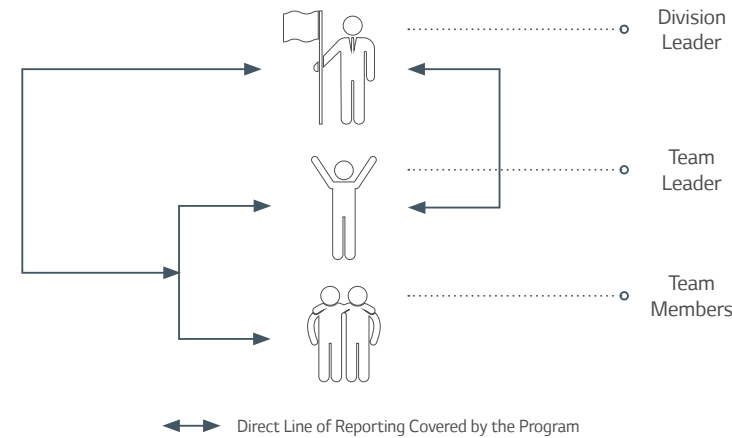 Division
Leader
Team
Leader
Team
Members
Direct Line of Reporting Covered by the Program